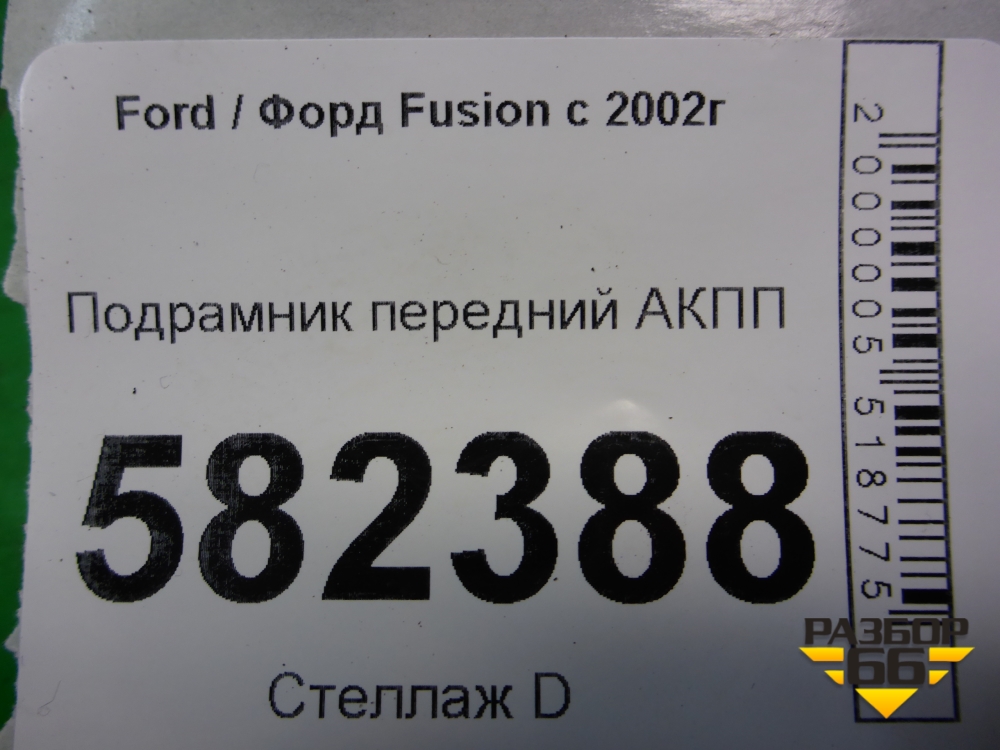 Ford / Форд Fusion с 2002г
Подрамник передний АКПП
582388
Стеллаж D
2000005518775
РАЗБОР
66